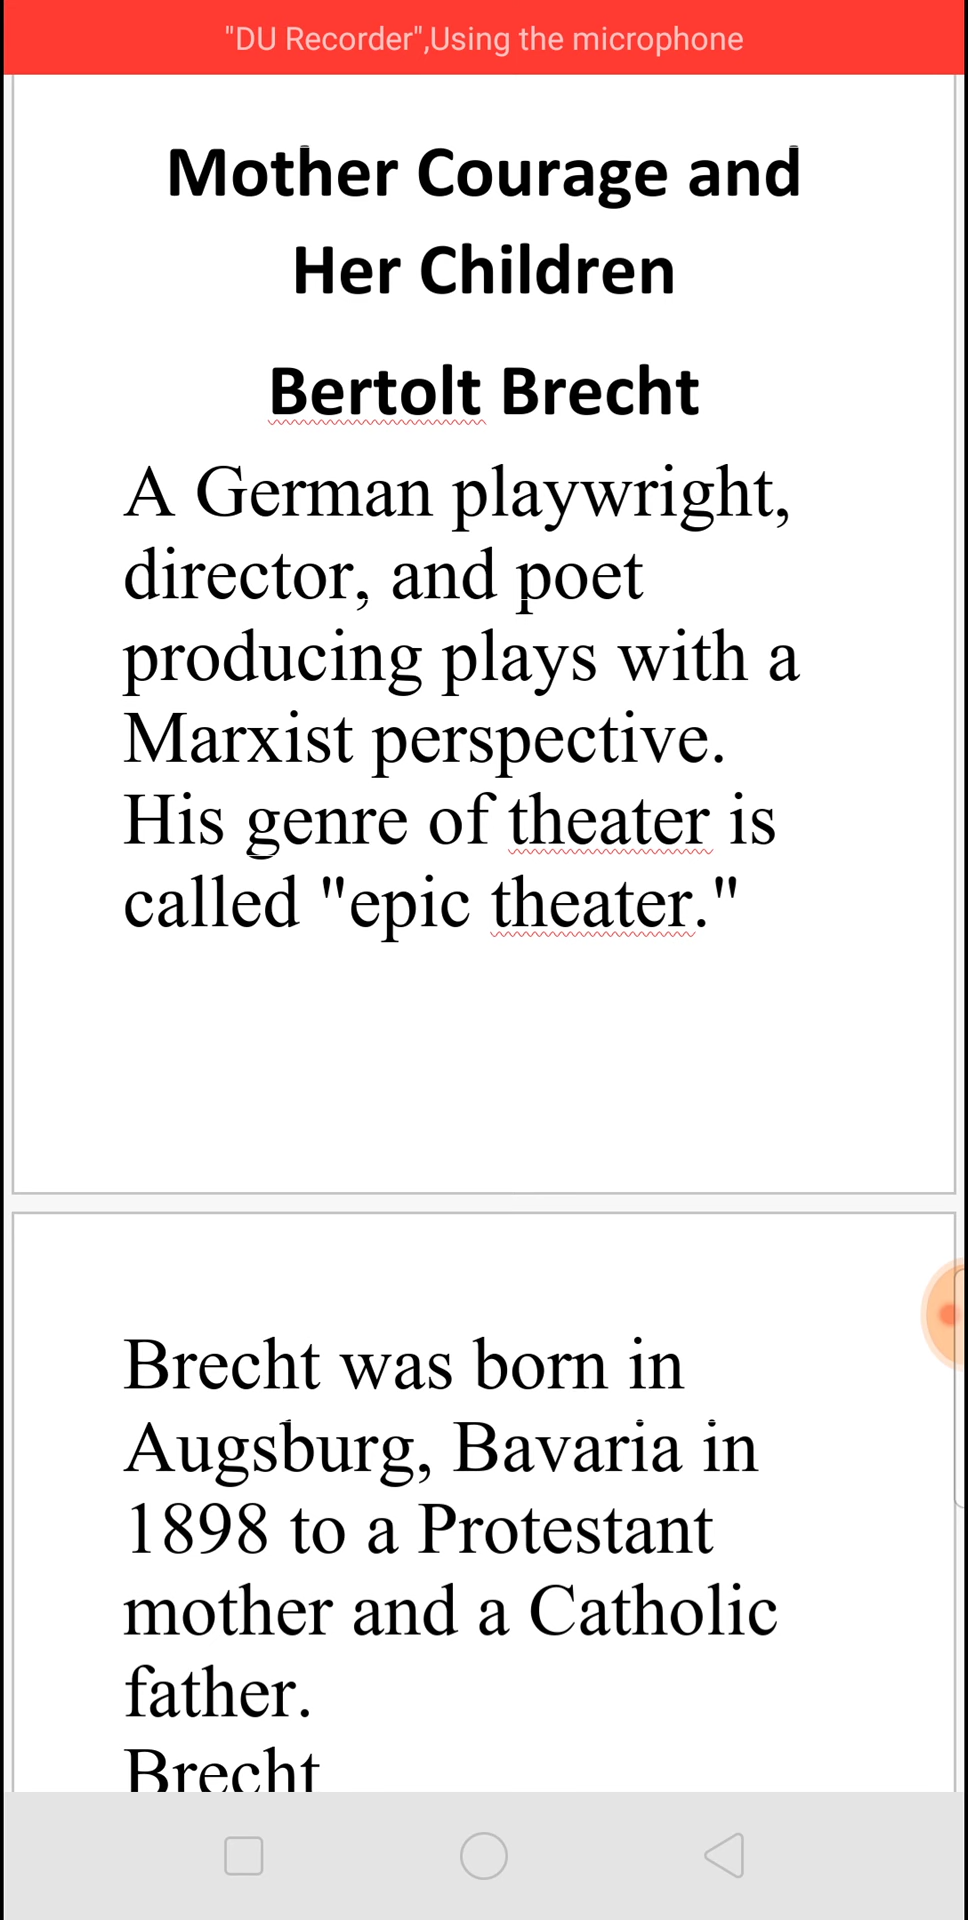 "DU Recorder",Using the microphone
Mother Courage and
Her Children
Bertolt Brecht
A German playwright,
director, and poet
producing plays with a
Marxist perspective.
His genre of theater is
called "epic theater."
Brecht was born in
Augsburg, Bavaria in
1898 to a Protestant
mother and a Catholic
father.
Brecht